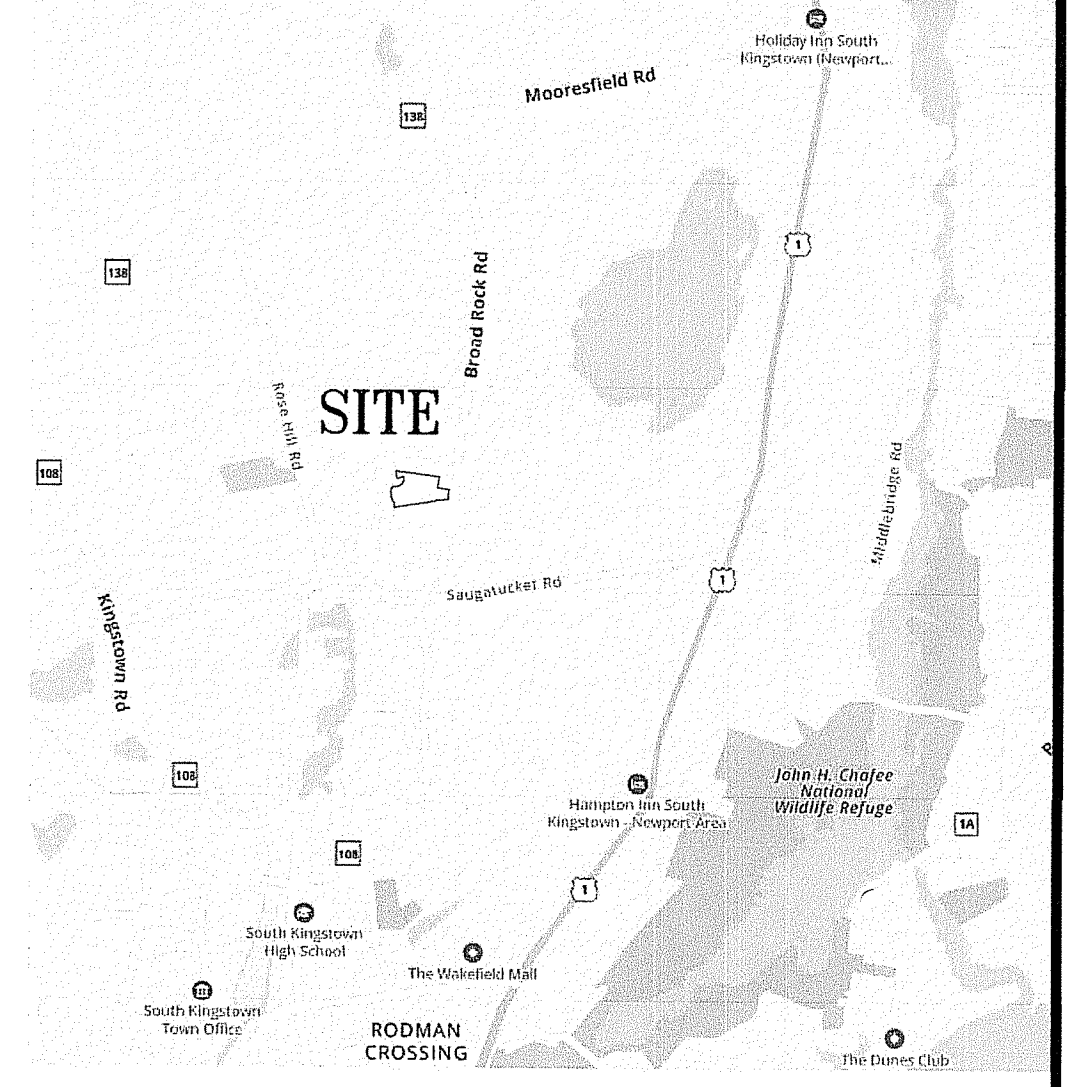 Holiday Inn South
Kingstown (Newport...
Mooresfield Rd
138
1
138
Broad Rock Rd
Rose Hill Rd
SITE
108
Middlebridge Rd
1
Saugatucket Rd
Kingstown Rd
108
John H. Chafee
National
Wildlife Refuge
Hampton Inn South
Kingstown - Newport Area
1A
108
1
South Kingstown
High School
The Wakefield Mall
South Kingstown
Town Office
RODMAN
CROSSING
The Dunes Club